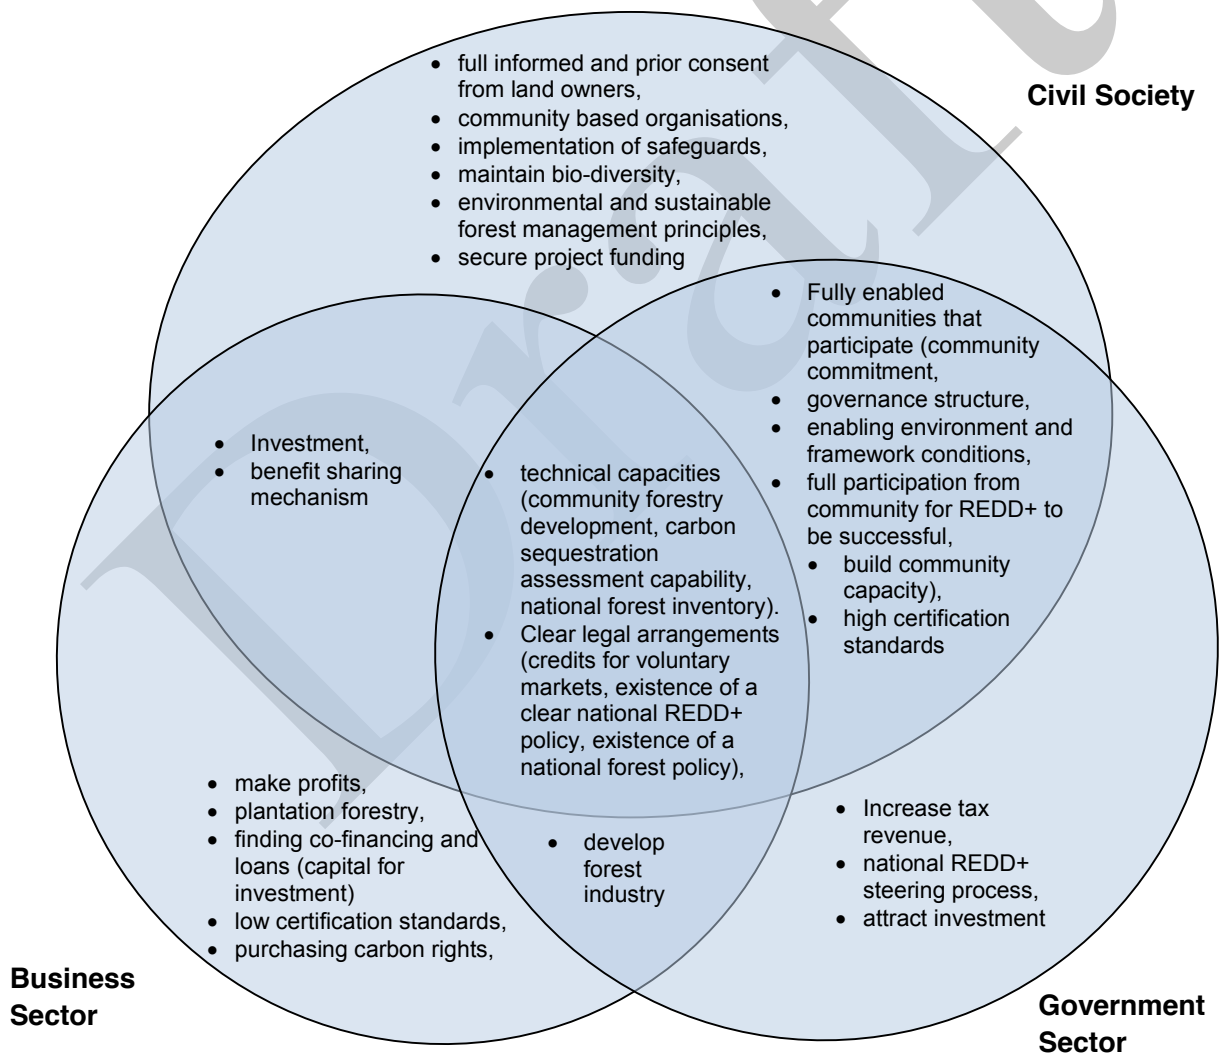 • full informed and prior consent
from land owners,
• community based organisations,
• implementation of safeguards,
• maintain bio-diversity,
• environmental and sustainable
forest management principles,
• secure project funding
Civil Society
• Fully enabled
communities that
participate (community
commitment,
• governance structure,
• enabling environment and
framework conditions,
• full participation from
community for REDD+ to
be successful,
• build community
capacity),
• high certification
standards
• Investment,
• benefit sharing
mechanism
• technical capacities
(community forestry
development, carbon
sequestration
assessment capability,
national forest inventory).
• Clear legal arrangements
(credits for voluntary
markets, existence of a
clear national REDD+
policy, existence of a
national forest policy),
• make profits,
• plantation forestry,
• finding co-financing and
loans (capital for
investment)
• low certification standards,
• purchasing carbon rights,
• develop
forest
industry
• Increase tax
revenue,
• national REDD+
steering process,
• attract investment
Business
Sector
Government
Sector
Draft